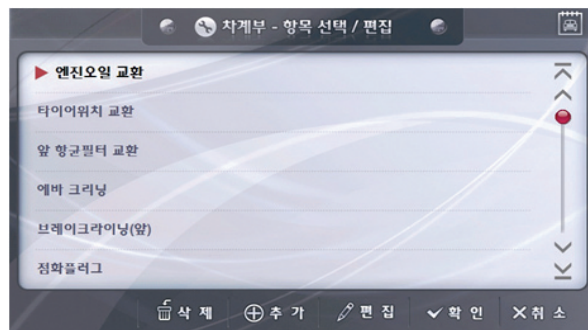 차계부 - 항목 선택 / 편집
엔진오일 교환
타이어위치 교환
앞 항균필터 교환
에바 크리닝
브레이크라이닝(앞)
점화플러그
삭 제 추 가 편 집 확 인 취 소